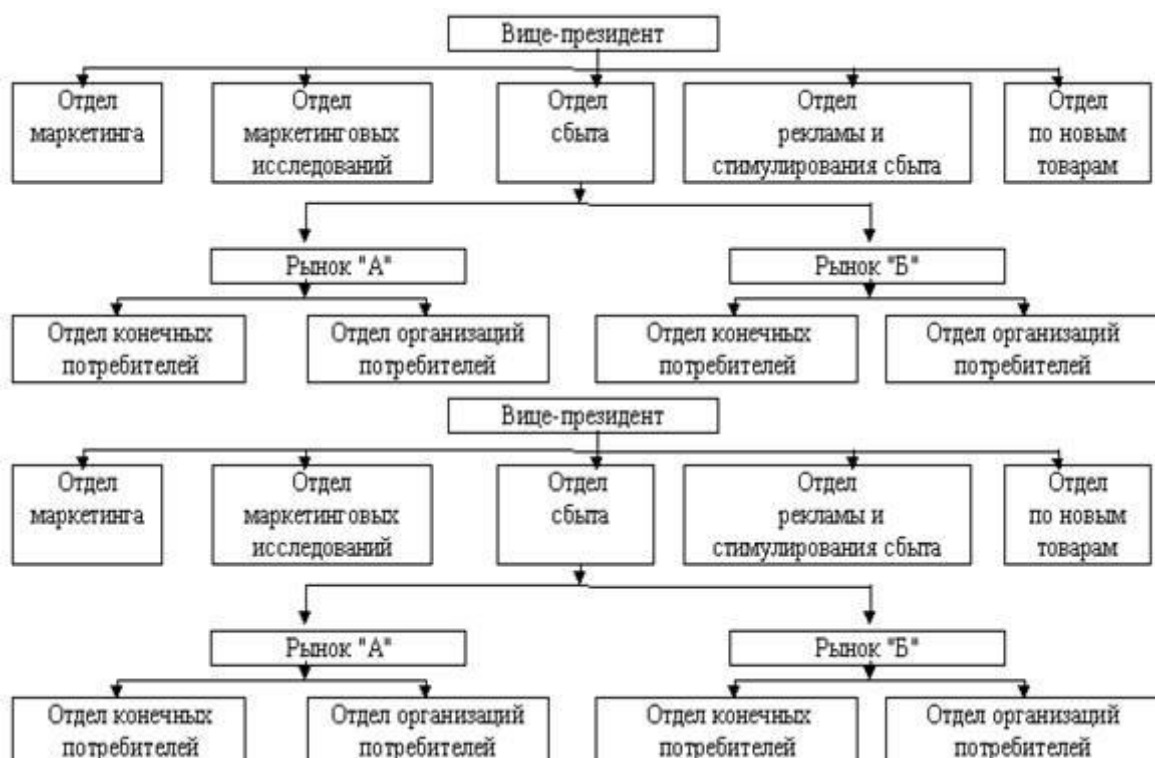 Вице-президент
Отдел
маркетинга
Отдел
маркетинговых
исследований
Отдел
сбыта
Отдел
рекламы и
стимулирования сбыта
Отдел
по новым
товарам
Рынок "А"
Рынок "Б"
Отдел конечных
потребителей
Отдел организаций
потребителей
Отдел конечных
потребителей
Отдел организаций
потребителей
Вице-президент
Отдел
маркетинга
Отдел
маркетинговых
исследований
Отдел
сбыта
Отдел
рекламы и
стимулирования сбыта
Отдел
по новым
товарам
Рынок "А"
Рынок "Б"
Отдел конечных
потребителей
Отдел организаций
потребителей
Отдел конечных
потребителей
Отдел организаций
потребителей